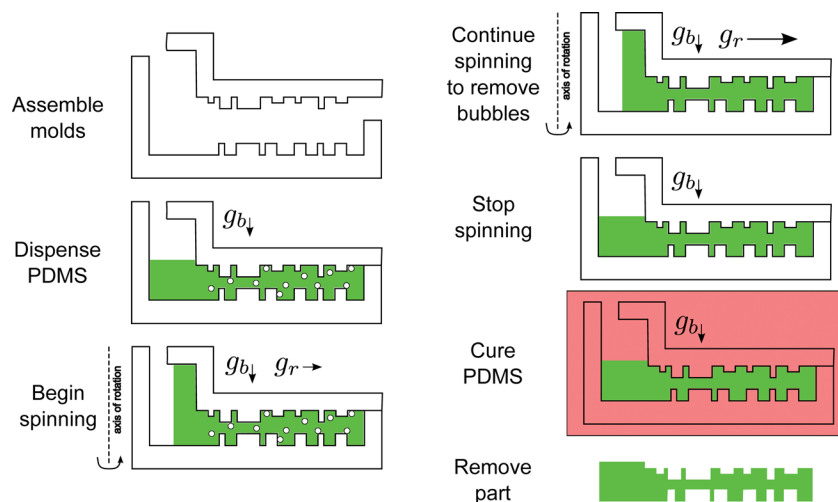 Assemble
molds
Dispense
PDMS
g_b↓
Begin
spinning
axis of rotation
g_b↓ g_r →
Continue
spinning
to remove
bubbles
axis of rotation
g_b↓ g_r →
Stop
spinning
g_b↓
Cure
PDMS
g_b↓
Remove
part